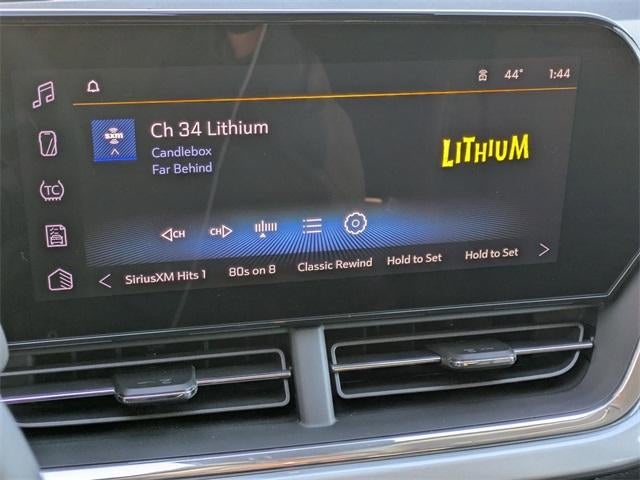 44° 1:44
TC
sxm
Ch 34 Lithium
Candlebox
Far Behind
LITHIUM
CH CH
SiriusXM Hits 1 80s on 8 Classic Rewind Hold to Set Hold to Set